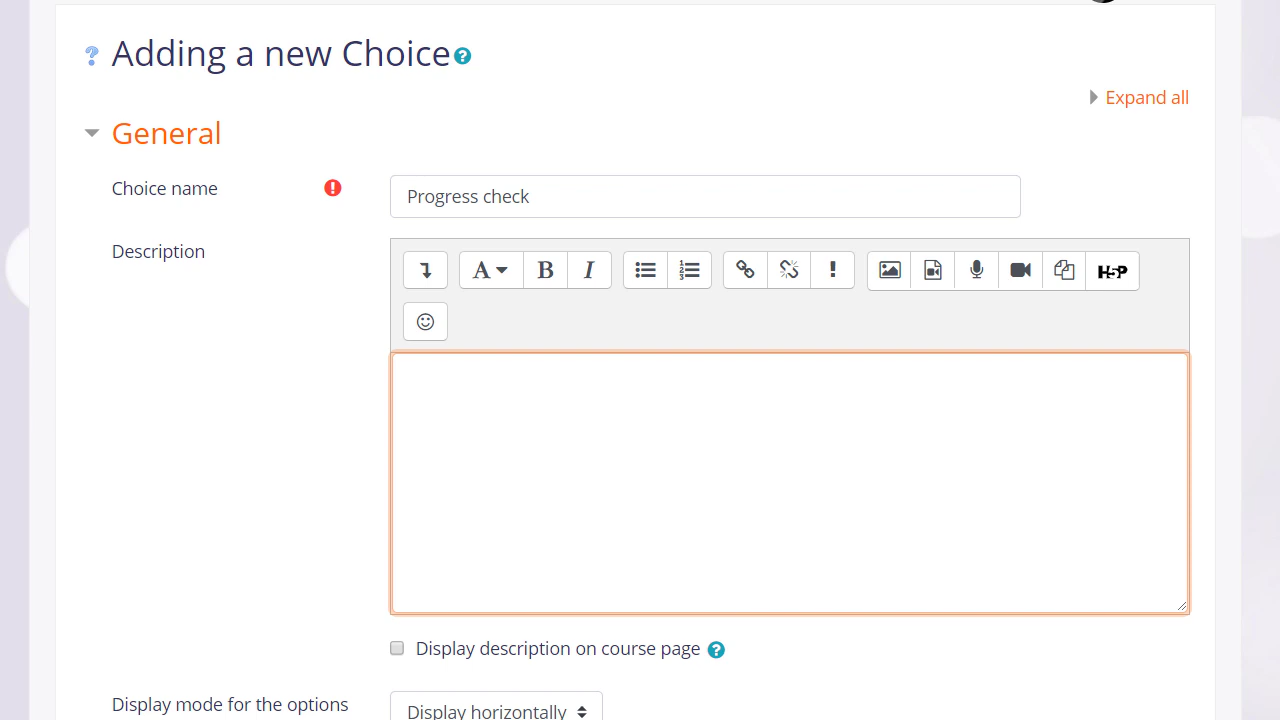 Adding a new Choice
Expand all
General
Choice name
Progress check
Description
A B I
H5P
Display description on course page
Display mode for the options
Display horizontally